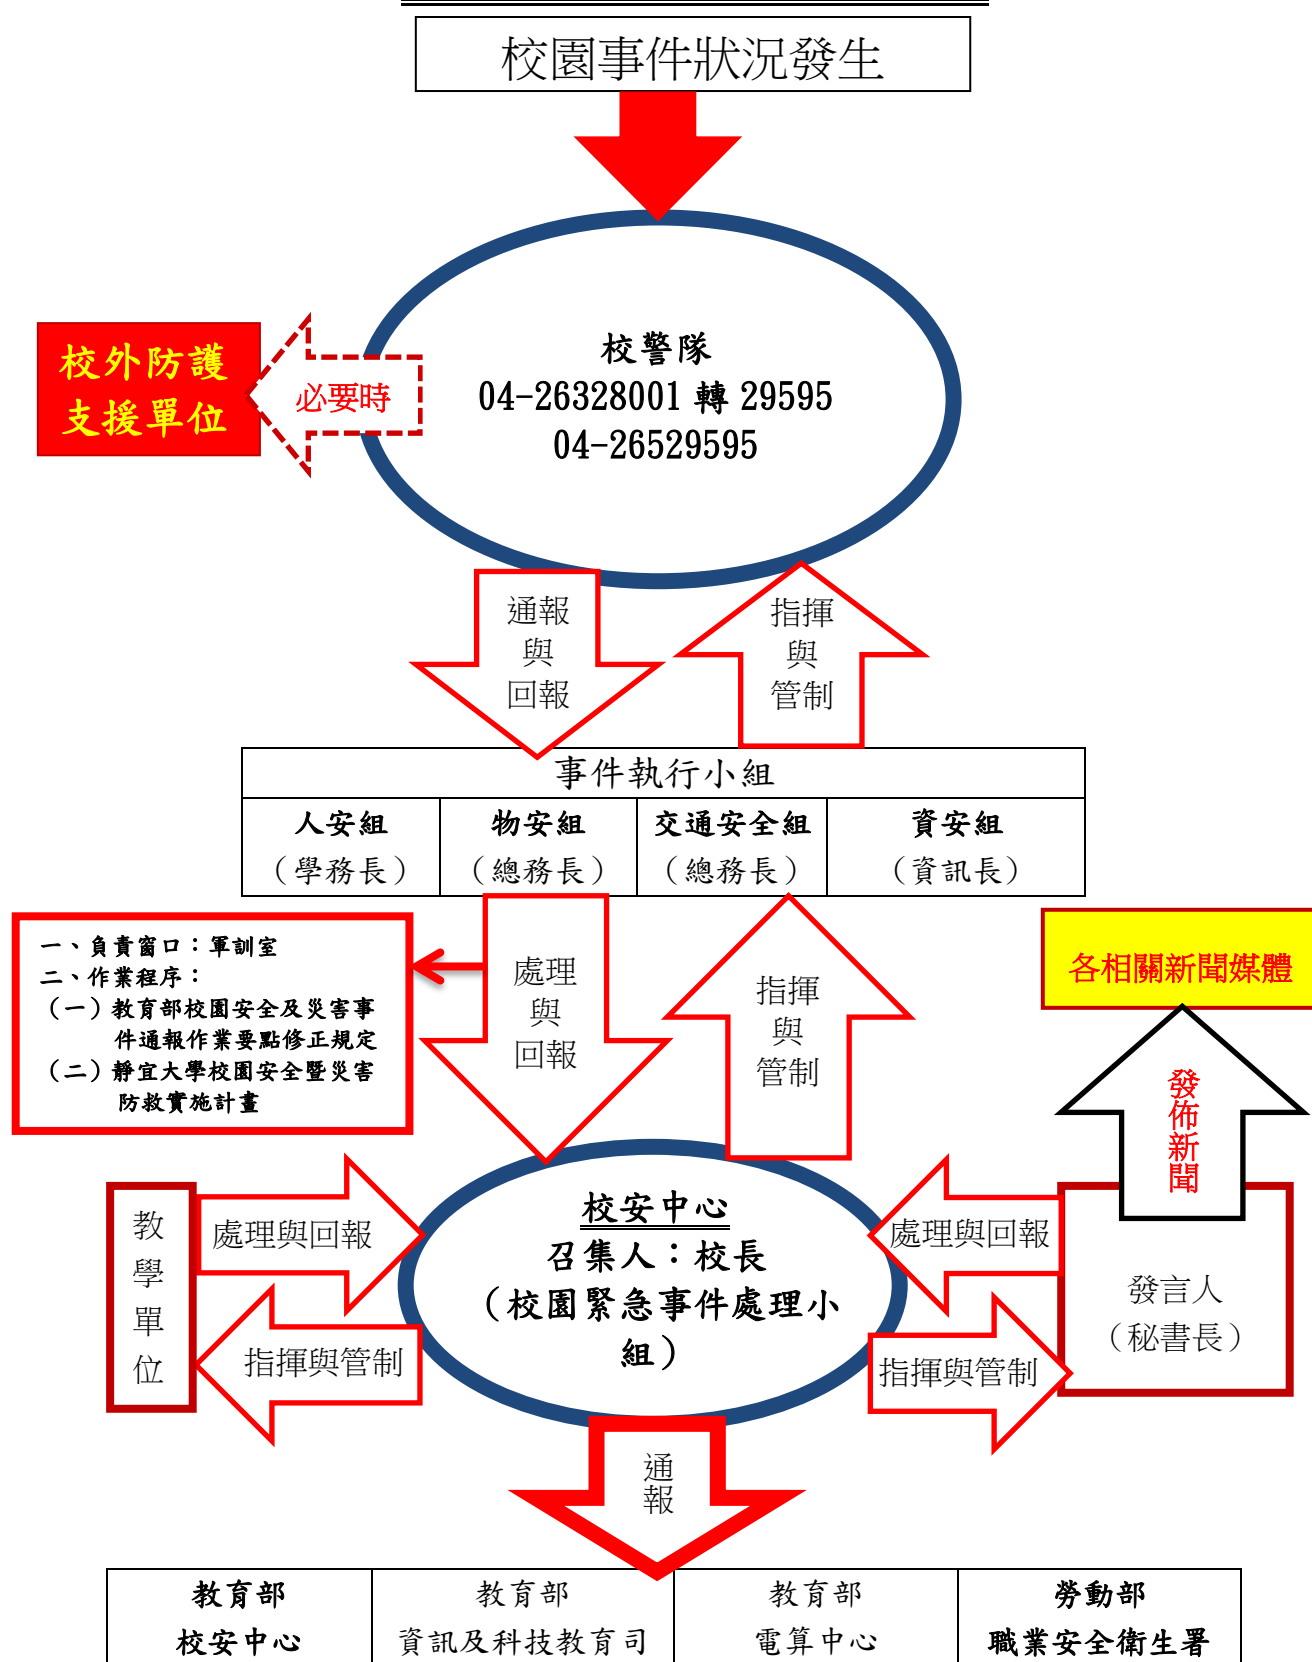 校園事件狀況發生
校外防護
支援單位
必要時
校警隊
04-26328001 轉 29595
04-26529595
通報
與
回報
指揮
與
管制
事件執行小組
人安組
（學務長）
物安組
（總務長）
交通安全組
（總務長）
資安組
（資訊長）
一、負責窗口：軍訓室
二、作業程序：
（一）教育部校園安全及災害事
件通報作業要點修正規定
（二）靜宜大學校園安全暨災害
防救實施計畫
處理
與
回報
指揮
與
管制
各相關新聞媒體
發佈新聞
教學單位
處理與回報
指揮與管制
校安中心
召集人：校長
（校園緊急事件處理小
組）
處理與回報
指揮與管制
發言人
（秘書長）
通報
教育部
校安中心
教育部
資訊及科技教育司
教育部
電算中心
勞動部
職業安全衛生署